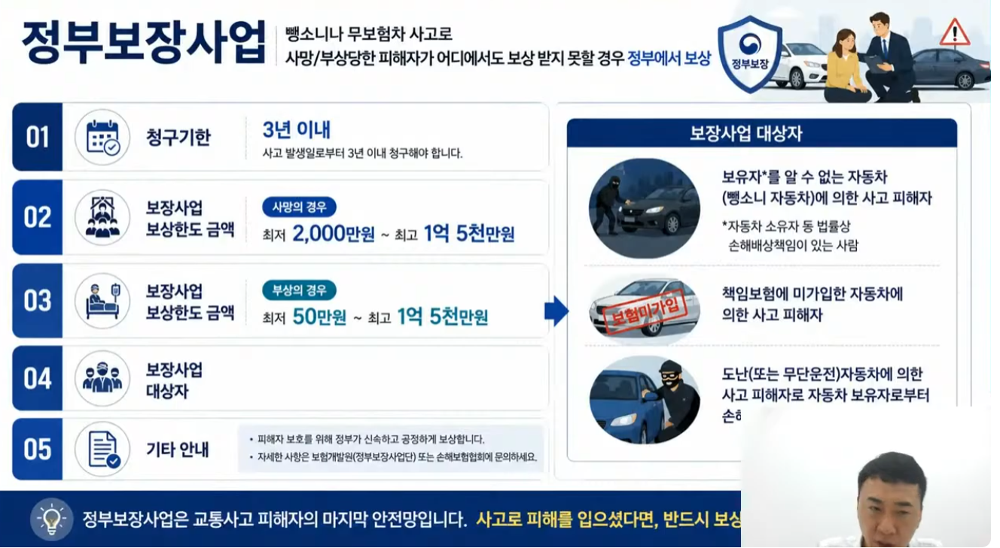 정부보장사업
뺑소니나 무보험차 사고로
사망/부상당한 피해자가 어디에서도 보상 받지 못할 경우 정부에서 보상
정부보장
01
청구기한
3년 이내
사고 발생일로부터 3년 이내 청구해야 합니다.
02
보장사업
보상한도 금액
사망의 경우
최저 2,000만원 ~ 최고 1억 5천만원
03
보장사업
보상한도 금액
부상의 경우
최저 50만원 ~ 최고 1억 5천만원
04
보장사업
대상자
05
기타 안내
• 피해자 보호를 위해 정부가 신속하고 공정하게 보상합니다.
• 자세한 사항은 보험개발원(정부보장사업단) 또는 손해보험협회에 문의하세요.
보장사업 대상자
보유자*를 알 수 없는 자동차
(뺑소니 자동차)에 의한 사고 피해자
*자동차 소유자 동 법률상
손해배상책임이 있는 사람
보험미가입
책임보험에 미가입한 자동차에
의한 사고 피해자
도난(또는 무단운전)자동차에 의한
사고 피해자로 자동차 보유자로부터
정부보장사업은 교통사고 피해자의 마지막 안전망입니다. 사고로 피해를 입으셨다면, 반드시 보상